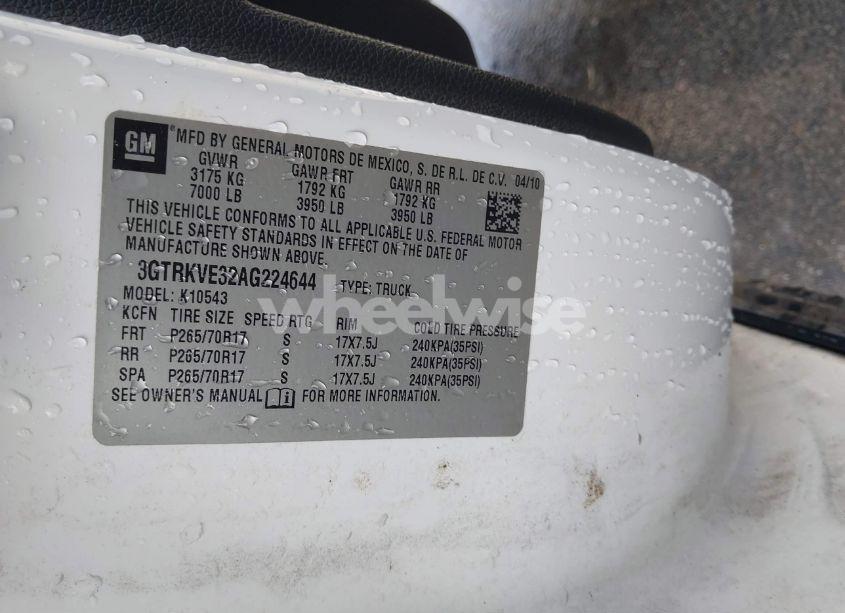 GM ®MFD BY GENERAL MOTORS DE MEXICO, S. DE R.L. DE C.V. 04/10
GVWR GAWR FRT GAWR RR
3175 KG 1792 KG 1792 KG
7000 LB 3950 LB 3950 LB
THIS VEHICLE CONFORMS TO ALL APPLICABLE U.S. FEDERAL MOTOR
VEHICLE SAFETY STANDARDS IN EFFECT ON THE DATE OF
MANUFACTURE SHOWN ABOVE.
3GTRKVE32AG224644 TYPE: TRUCK
MODEL: K10543
KCFN TIRE SIZE SPEED RTG RIM COLD TIRE PRESSURE
FRT P265/70R17 S 17X7.5J 240KPA(35PSI)
RR P265/70R17 S 17X7.5J 240KPA(35PSI)
SPA P265/70R17 S 17X7.5J 240KPA(35PSI)
SEE OWNER'S MANUAL FOR MORE INFORMATION.
wheelwise